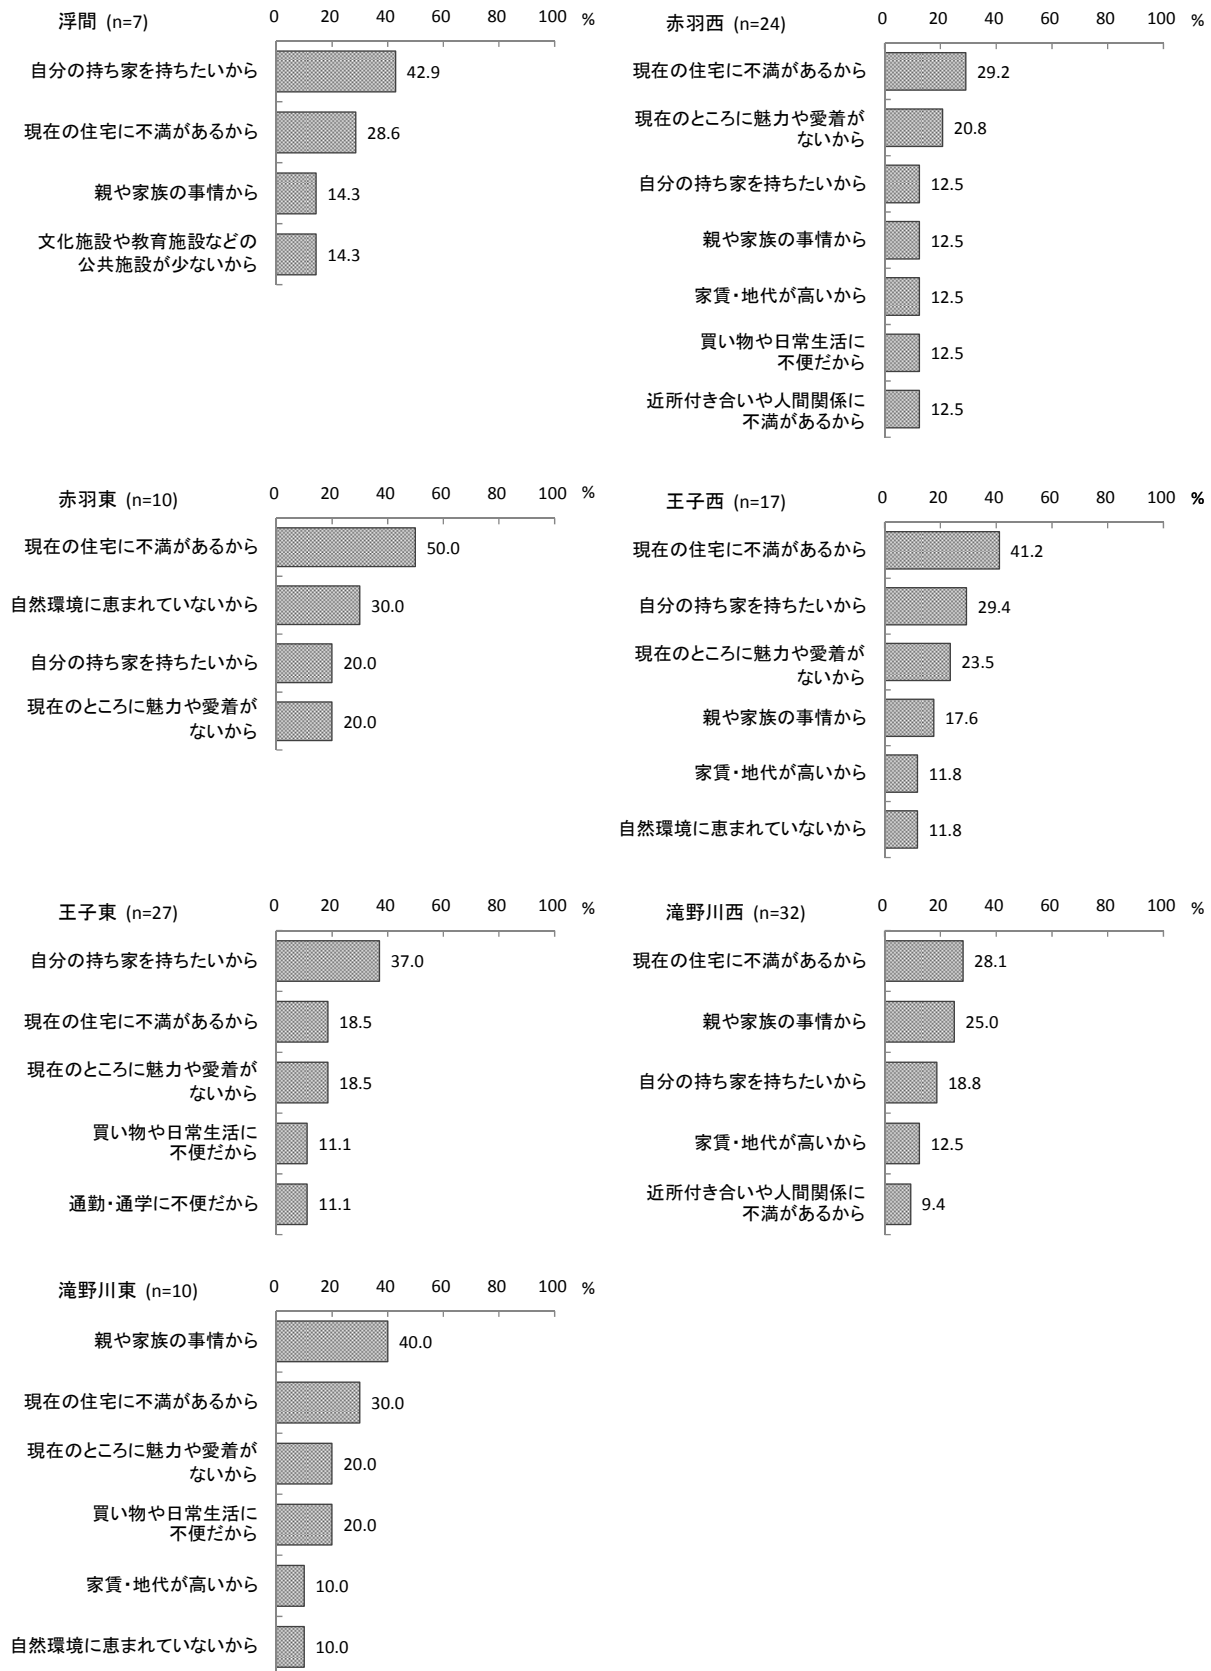 浮間 (n=7)
0 20 40 60 80 100 %
自分の持ち家を持ちたいから 42.9
現在の住宅に不満があるから 28.6
親や家族の事情から 14.3
文化施設や教育施設などの
公共施設が少ないから 14.3
赤羽西 (n=24)
0 20 40 60 80 100 %
現在の住宅に不満があるから 29.2
現在のところに魅力や愛着が
ないから 20.8
自分の持ち家を持ちたいから 12.5
親や家族の事情から 12.5
家賃・地代が高いから 12.5
買い物や日常生活に
不便だから 12.5
近所付き合いや人間関係に
不満があるから 12.5
赤羽東 (n=10)
0 20 40 60 80 100 %
現在の住宅に不満があるから 50.0
自然環境に恵まれていないから 30.0
自分の持ち家を持ちたいから 20.0
現在のところに魅力や愛着が
ないから 20.0
王子西 (n=17)
0 20 40 60 80 100 %
現在の住宅に不満があるから 41.2
自分の持ち家を持ちたいから 29.4
現在のところに魅力や愛着が
ないから 23.5
親や家族の事情から 17.6
家賃・地代が高いから 11.8
自然環境に恵まれていないから 11.8
王子東 (n=27)
0 20 40 60 80 100 %
自分の持ち家を持ちたいから 37.0
現在の住宅に不満があるから 18.5
現在のところに魅力や愛着が
ないから 18.5
買い物や日常生活に
不便だから 11.1
通勤・通学に不便だから 11.1
滝野川西 (n=32)
0 20 40 60 80 100 %
現在の住宅に不満があるから 28.1
親や家族の事情から 25.0
自分の持ち家を持ちたいから 18.8
家賃・地代が高いから 12.5
近所付き合いや人間関係に
不満があるから 9.4
滝野川東 (n=10)
0 20 40 60 80 100 %
親や家族の事情から 40.0
現在の住宅に不満があるから 30.0
現在のところに魅力や愛着が
ないから 20.0
買い物や日常生活に
不便だから 20.0
家賃・地代が高いから 10.0
自然環境に恵まれていないから 10.0